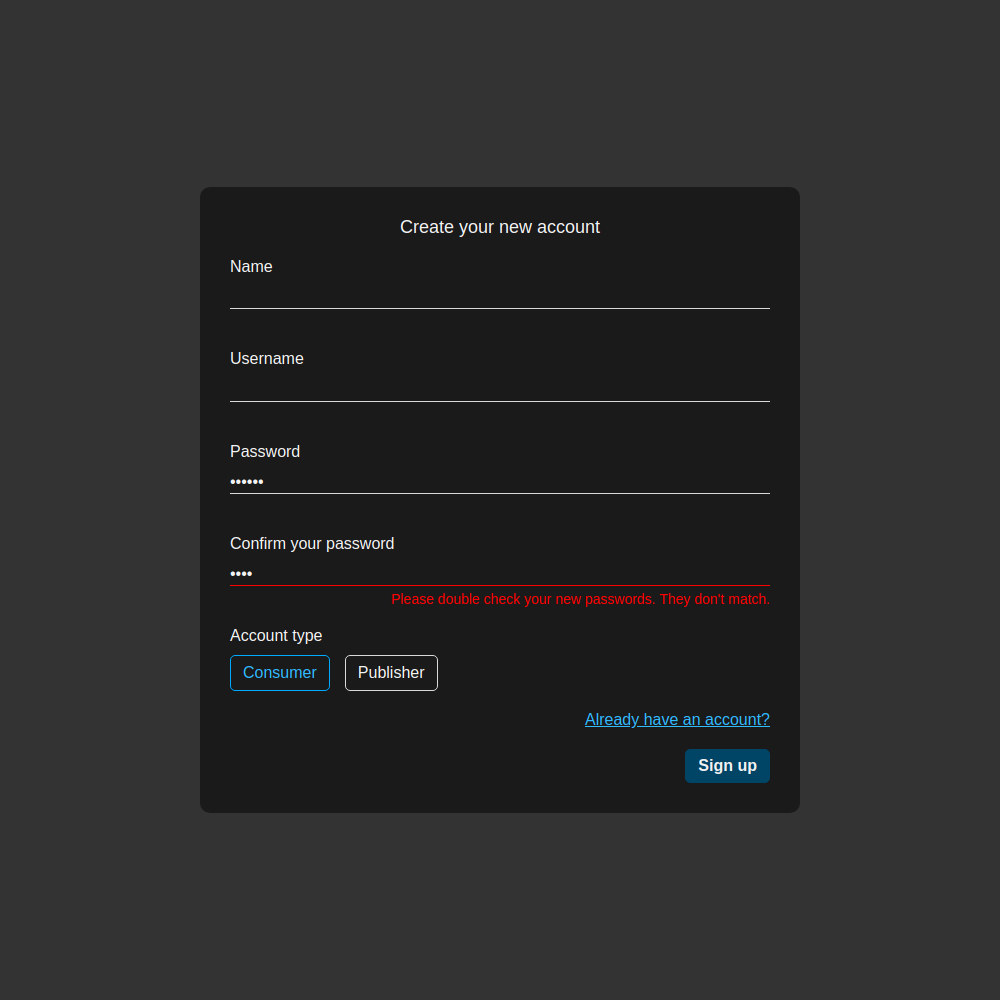 Create your new account
Name
Username
Password
••••••
Confirm your password
••••
Please double check your new passwords. They don't match.
Account type
Consumer Publisher
Already have an account?
Sign up